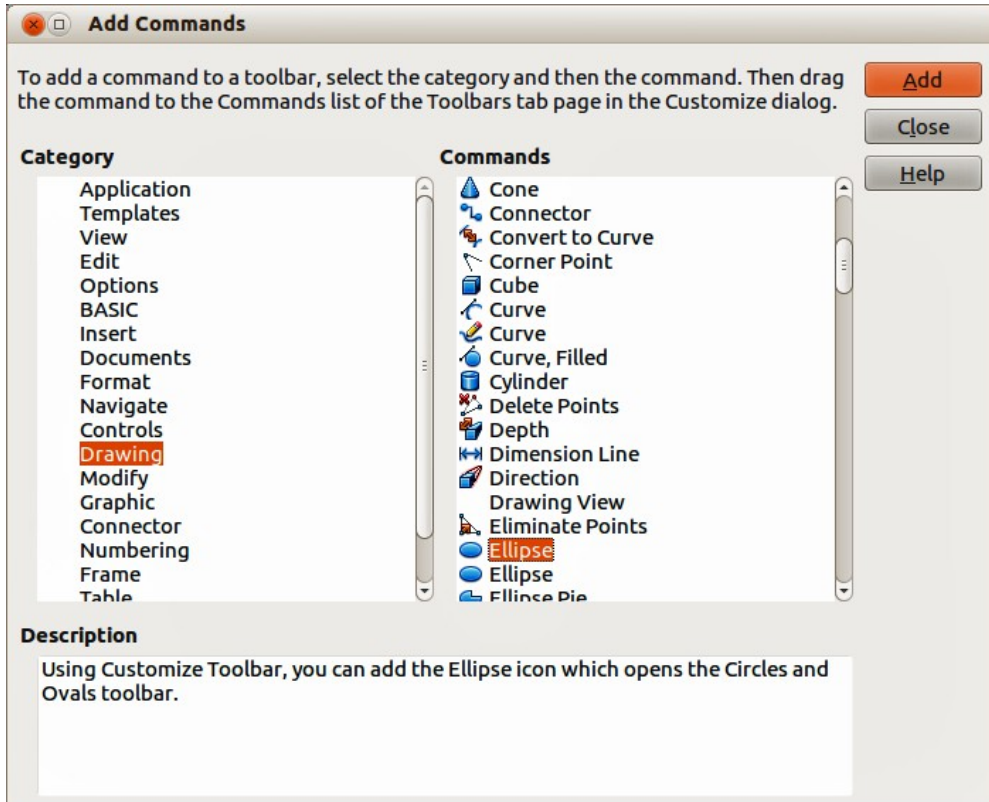 Add Commands
To add a command to a toolbar, select the category and then the command. Then drag
the command to the Commands list of the Toolbars tab page in the Customize dialog.
Add
Close
Help
Category
Application
Templates
View
Edit
Options
BASIC
Insert
Documents
Format
Navigate
Controls
Drawing
Modify
Graphic
Connector
Numbering
Frame
Table
Commands
Cone
Connector
Convert to Curve
Corner Point
Cube
Curve
Curve
Curve, Filled
Cylinder
Delete Points
Depth
Dimension Line
Direction
Drawing View
Eliminate Points
Ellipse
Ellipse
Ellipse Pie
Description
Using Customize Toolbar, you can add the Ellipse icon which opens the Circles and
Ovals toolbar.